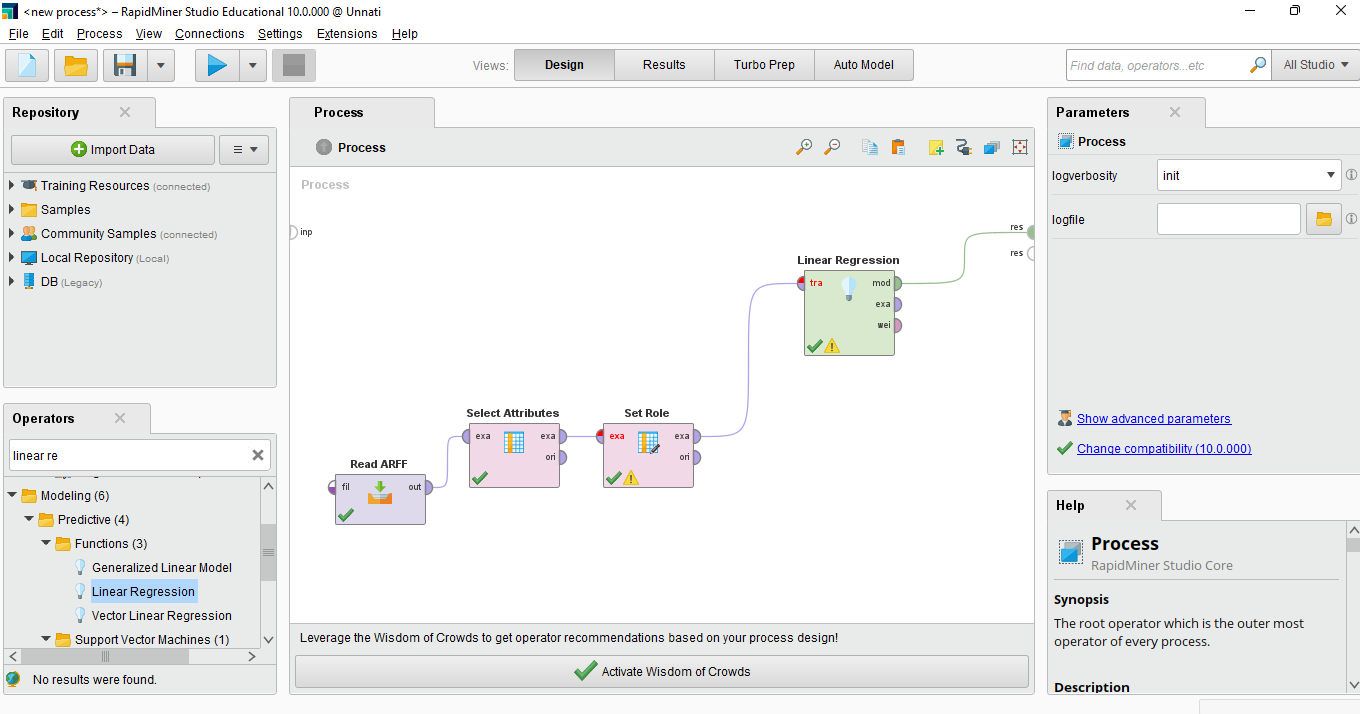 <new process*> – RapidMiner Studio Educational 10.0.000 @ Unnati
File Edit Process View Connections Settings Extensions Help
Views: Design Results Turbo Prep Auto Model
Find data, operators...etc
All Studio
Repository
Import Data
Training Resources (connected)
Samples
Community Samples (connected)
Local Repository (Local)
DB (Legacy)
Operators
linear re
Modeling (6)
Predictive (4)
Functions (3)
Generalized Linear Model
Linear Regression
Vector Linear Regression
Support Vector Machines (1)
No results were found.
Process
Process
Process
inp
res
res
Linear Regression
tra mod
exa
wei
Select Attributes
exa exa
ori
Set Role
exa exa
ori
Read ARFF
fil out
Leverage the Wisdom of Crowds to get operator recommendations based on your process design!
Activate Wisdom of Crowds
Parameters
Process
logverbosity init
logfile
Show advanced parameters
Change compatibility (10.0.000)
Help
Process
RapidMiner Studio Core
Synopsis
The root operator which is the outer most
operator of every process.
Description